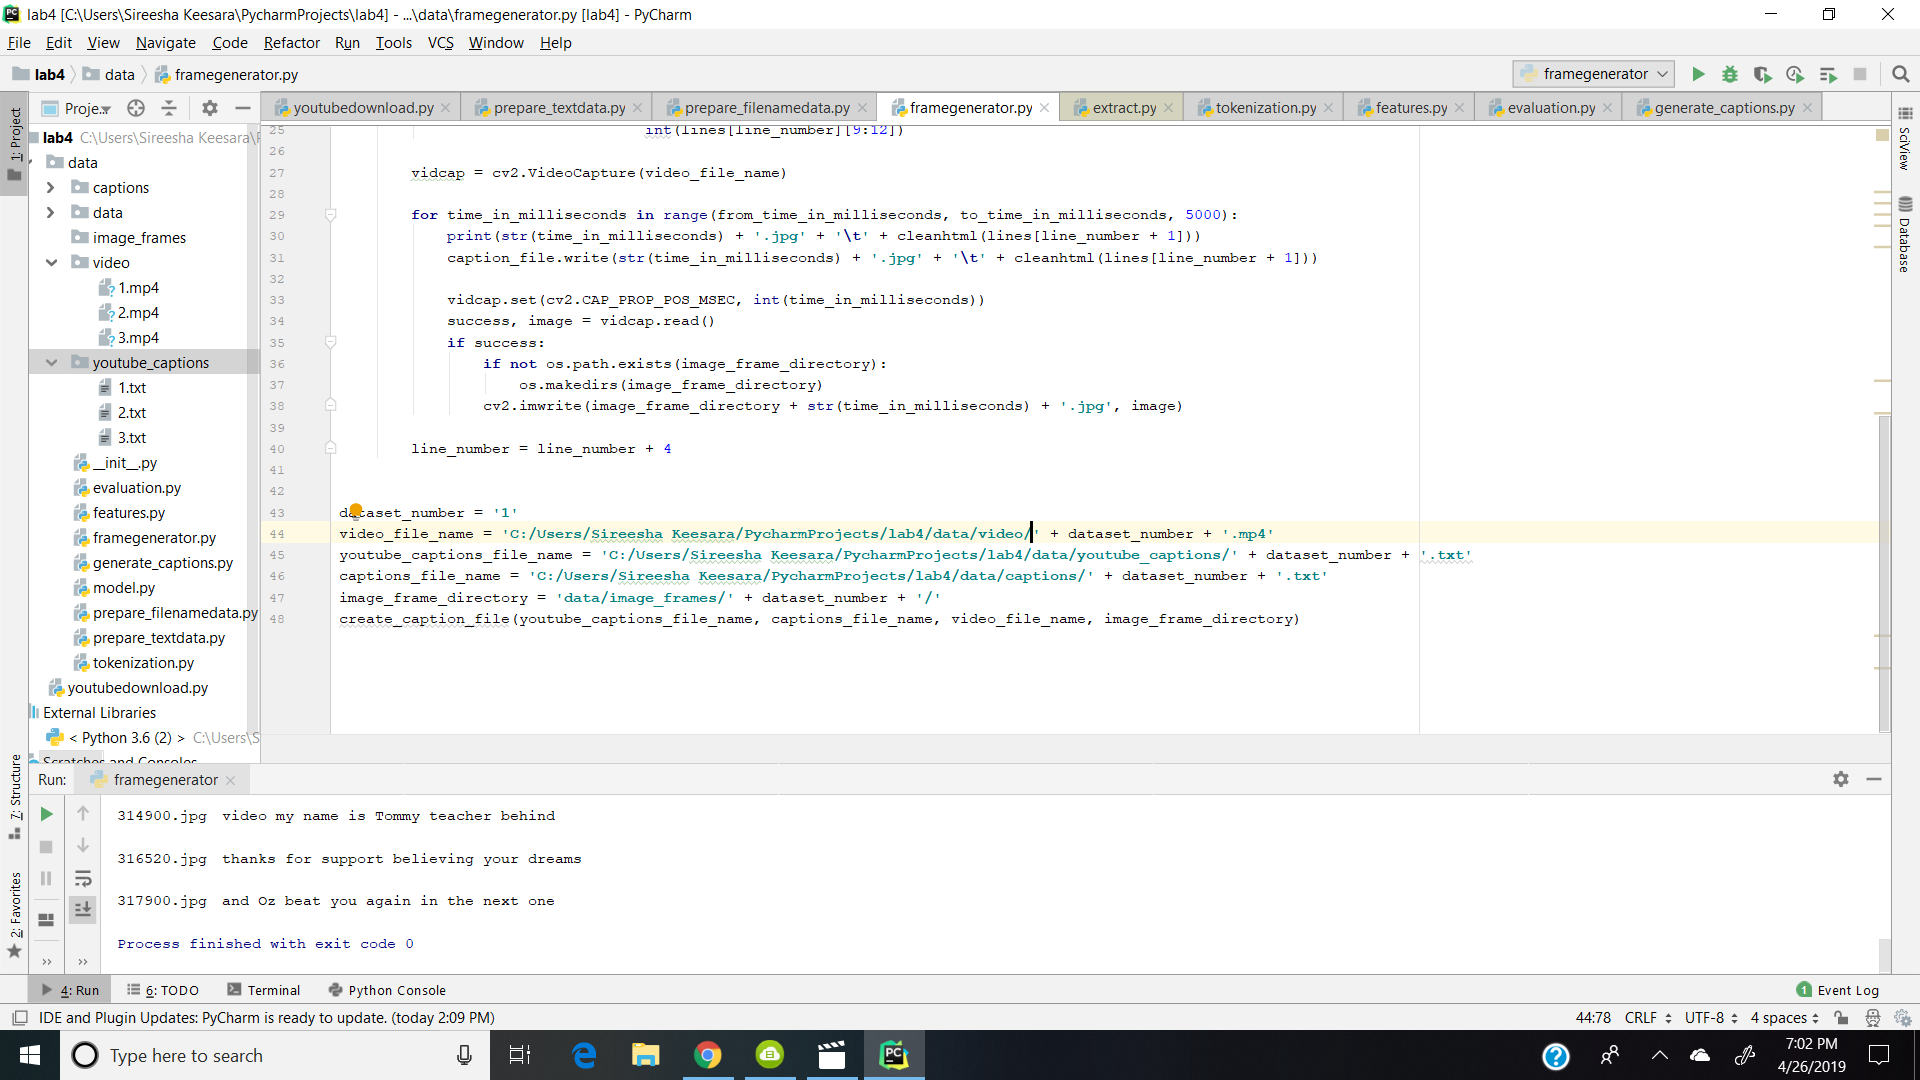 lab4 [C:\Users\Sireesha Keesara\PycharmProjects\lab4] - ...\data\framegenerator.py [lab4] - PyCharm
File Edit View Navigate Code Refactor Run Tools VCS Window Help
lab4 data framegenerator.py framegenerator
Proje.. youtubedownload.py prepare_textdata.py prepare_filenamedata.py framegenerator.py extract.py tokenization.py features.py evaluation.py generate_captions.py
1: Project
7: Structure
2: Favorites
SciView
Database
lab4 C:\Users\Sireesha Keesara\
data
captions
data
image_frames
video
1.mp4
2.mp4
3.mp4
youtube_captions
1.txt
2.txt
3.txt
__init__.py
evaluation.py
features.py
framegenerator.py
generate_captions.py
model.py
prepare_filenamedata.py
prepare_textdata.py
tokenization.py
youtubedownload.py
External Libraries
< Python 3.6 (2) > C:\Users\S
Scratches and Consoles
25 int(lines[line_number][9:12])
26
27 vidcap = cv2.VideoCapture(video_file_name)
28
29 for time_in_milliseconds in range(from_time_in_milliseconds, to_time_in_milliseconds, 5000):
30 print(str(time_in_milliseconds) + '.jpg' + '\t' + cleanhtml(lines[line_number + 1]))
31 caption_file.write(str(time_in_milliseconds) + '.jpg' + '\t' + cleanhtml(lines[line_number + 1]))
32
33 vidcap.set(cv2.CAP_PROP_POS_MSEC, int(time_in_milliseconds))
34 success, image = vidcap.read()
35 if success:
36 if not os.path.exists(image_frame_directory):
37 os.makedirs(image_frame_directory)
38 cv2.imwrite(image_frame_directory + str(time_in_milliseconds) + '.jpg', image)
39
40 line_number = line_number + 4
41
42
43 dataset_number = '1'
44 video_file_name = 'C:/Users/Sireesha Keesara/PycharmProjects/lab4/data/video/' + dataset_number + '.mp4'
45 youtube_captions_file_name = 'C:/Users/Sireesha Keesara/PycharmProjects/lab4/data/youtube_captions/' + dataset_number + '.txt'
46 captions_file_name = 'C:/Users/Sireesha Keesara/PycharmProjects/lab4/data/captions/' + dataset_number + '.txt'
47 image_frame_directory = 'data/image_frames/' + dataset_number + '/'
48 create_caption_file(youtube_captions_file_name, captions_file_name, video_file_name, image_frame_directory)
Run: framegenerator
314900.jpg video my name is Tommy teacher behind
316520.jpg thanks for support believing your dreams
317900.jpg and Oz beat you again in the next one
Process finished with exit code 0
4: Run 6: TODO Terminal Python Console 1 Event Log
IDE and Plugin Updates: PyCharm is ready to update. (today 2:09 PM) 44:78 CRLF UTF-8 4 spaces
Type here to search
7:02 PM
4/26/2019